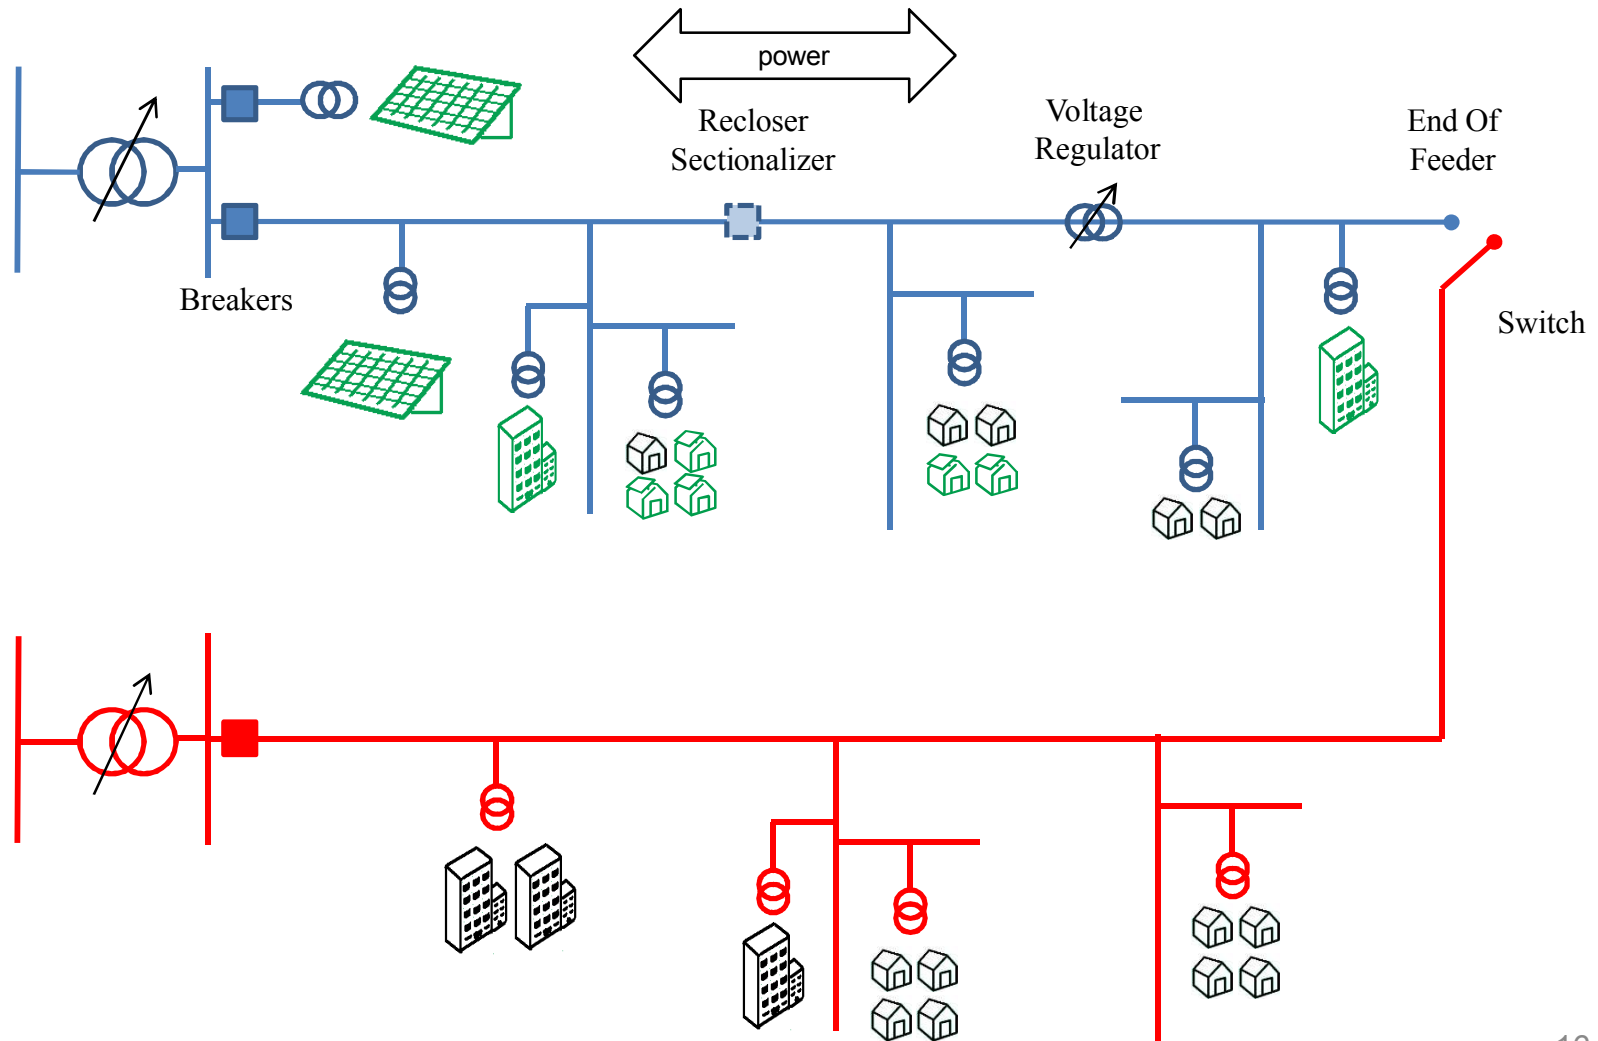 power
Recloser
Sectionalizer
Voltage
Regulator
End Of
Feeder
Breakers
Switch